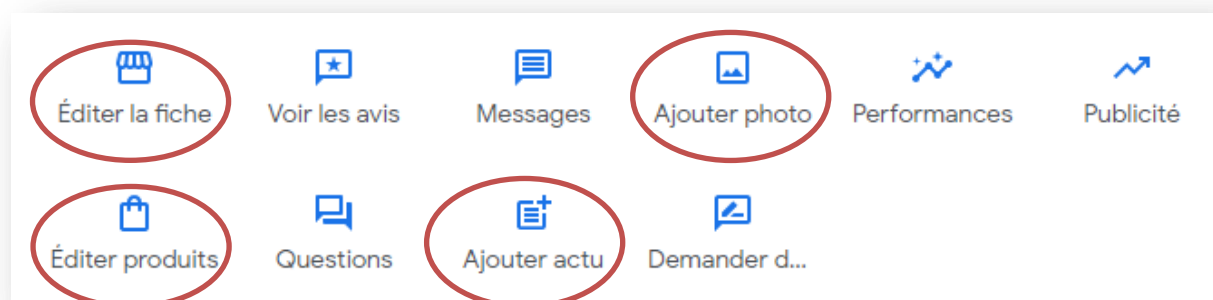 Éditer la fiche Voir les avis Messages Ajouter photo Performances Publicité
Éditer produits Questions Ajouter actu Demander d...